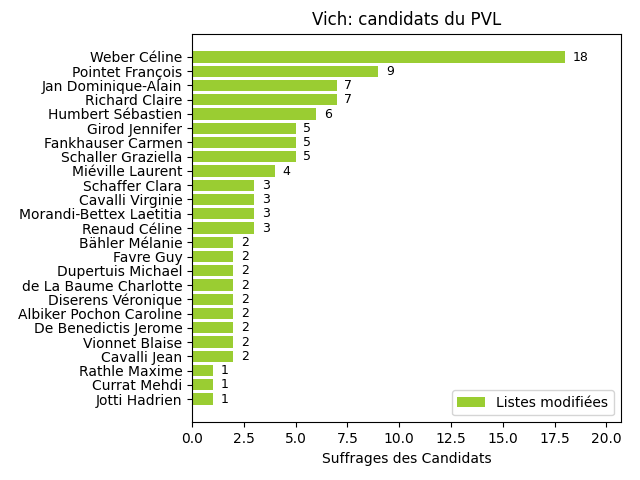 Vich: candidats du PVL
Weber Céline 18
Pointet François 9
Jan Dominique-Alain 7
Richard Claire 7
Humbert Sébastien 6
Girod Jennifer 5
Fankhauser Carmen 5
Schaller Graziella 5
Miéville Laurent 4
Schaffer Clara 3
Cavalli Virginie 3
Morandi-Bettex Laetitia 3
Renaud Céline 3
Bähler Mélanie 2
Favre Guy 2
Dupertuis Michael 2
de La Baume Charlotte 2
Diserens Véronique 2
Albiker Pochon Caroline 2
De Benedictis Jerome 2
Vionnet Blaise 2
Cavalli Jean 2
Rathle Maxime 1
Currat Mehdi 1
Jotti Hadrien 1
Listes modifiées
0.0 2.5 5.0 7.5 10.0 12.5 15.0 17.5 20.0
Suffrages des Candidats